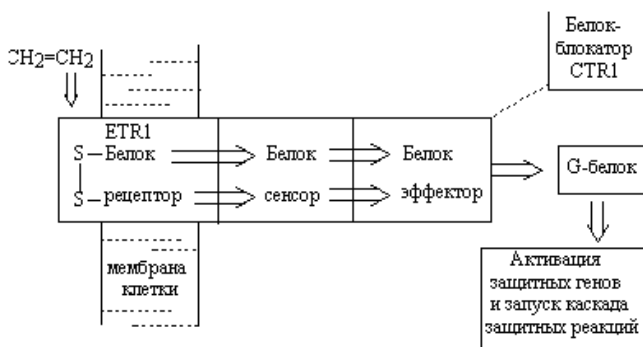 Белок-
блокатор
CTR1
CH2=CH2
ETR1
S – Белок
Белок
Белок
S – рецептор
сенсор
эффектор
G-белок
мембрана
клетки
Активация
защитных генов
и запуск каскада
защитных реакций